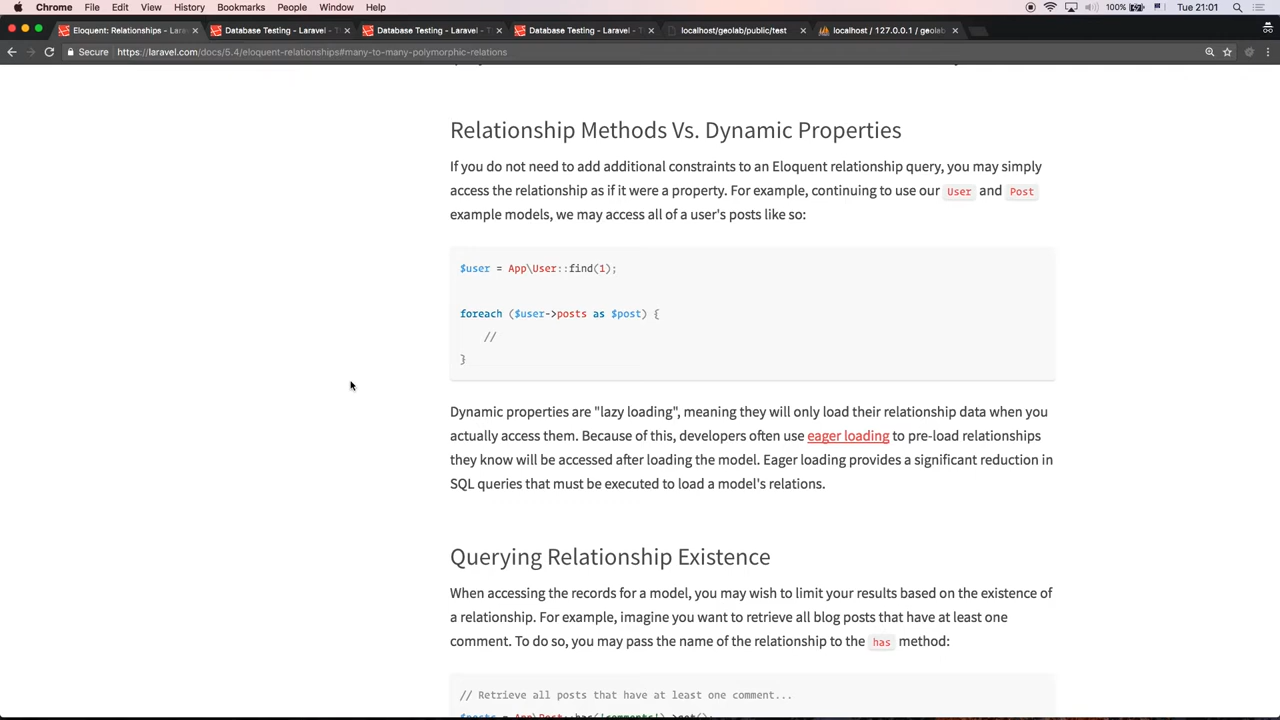 Chrome File Edit View History Bookmarks People Window Help 100% Tue 21:01
Eloquent: Relationships - Lara Database Testing - Laravel - T Database Testing - Laravel - T Database Testing - Laravel - T localhost/geolab/public/test localhost / 127.0.0.1 / geolab
Secure https://laravel.com/docs/5.4/eloquent-relationships#many-to-many-polymorphic-relations
Relationship Methods Vs. Dynamic Properties
If you do not need to add additional constraints to an Eloquent relationship query, you may simply
access the relationship as if it were a property. For example, continuing to use our User and Post
example models, we may access all of a user's posts like so:
$user = App\User::find(1);
foreach ($user->posts as $post) {
//
}
Dynamic properties are "lazy loading", meaning they will only load their relationship data when you
actually access them. Because of this, developers often use eager loading to pre-load relationships
they know will be accessed after loading the model. Eager loading provides a significant reduction in
SQL queries that must be executed to load a model's relations.
Querying Relationship Existence
When accessing the records for a model, you may wish to limit your results based on the existence of
a relationship. For example, imagine you want to retrieve all blog posts that have at least one
comment. To do so, you may pass the name of the relationship to the has method:
// Retrieve all posts that have at least one comment...
$posts = App\Post::has('comments')->get();